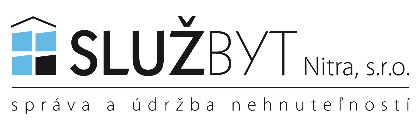 SLUŽBYT Nitra, s.r.o.
správa a údržba nehnuteľností